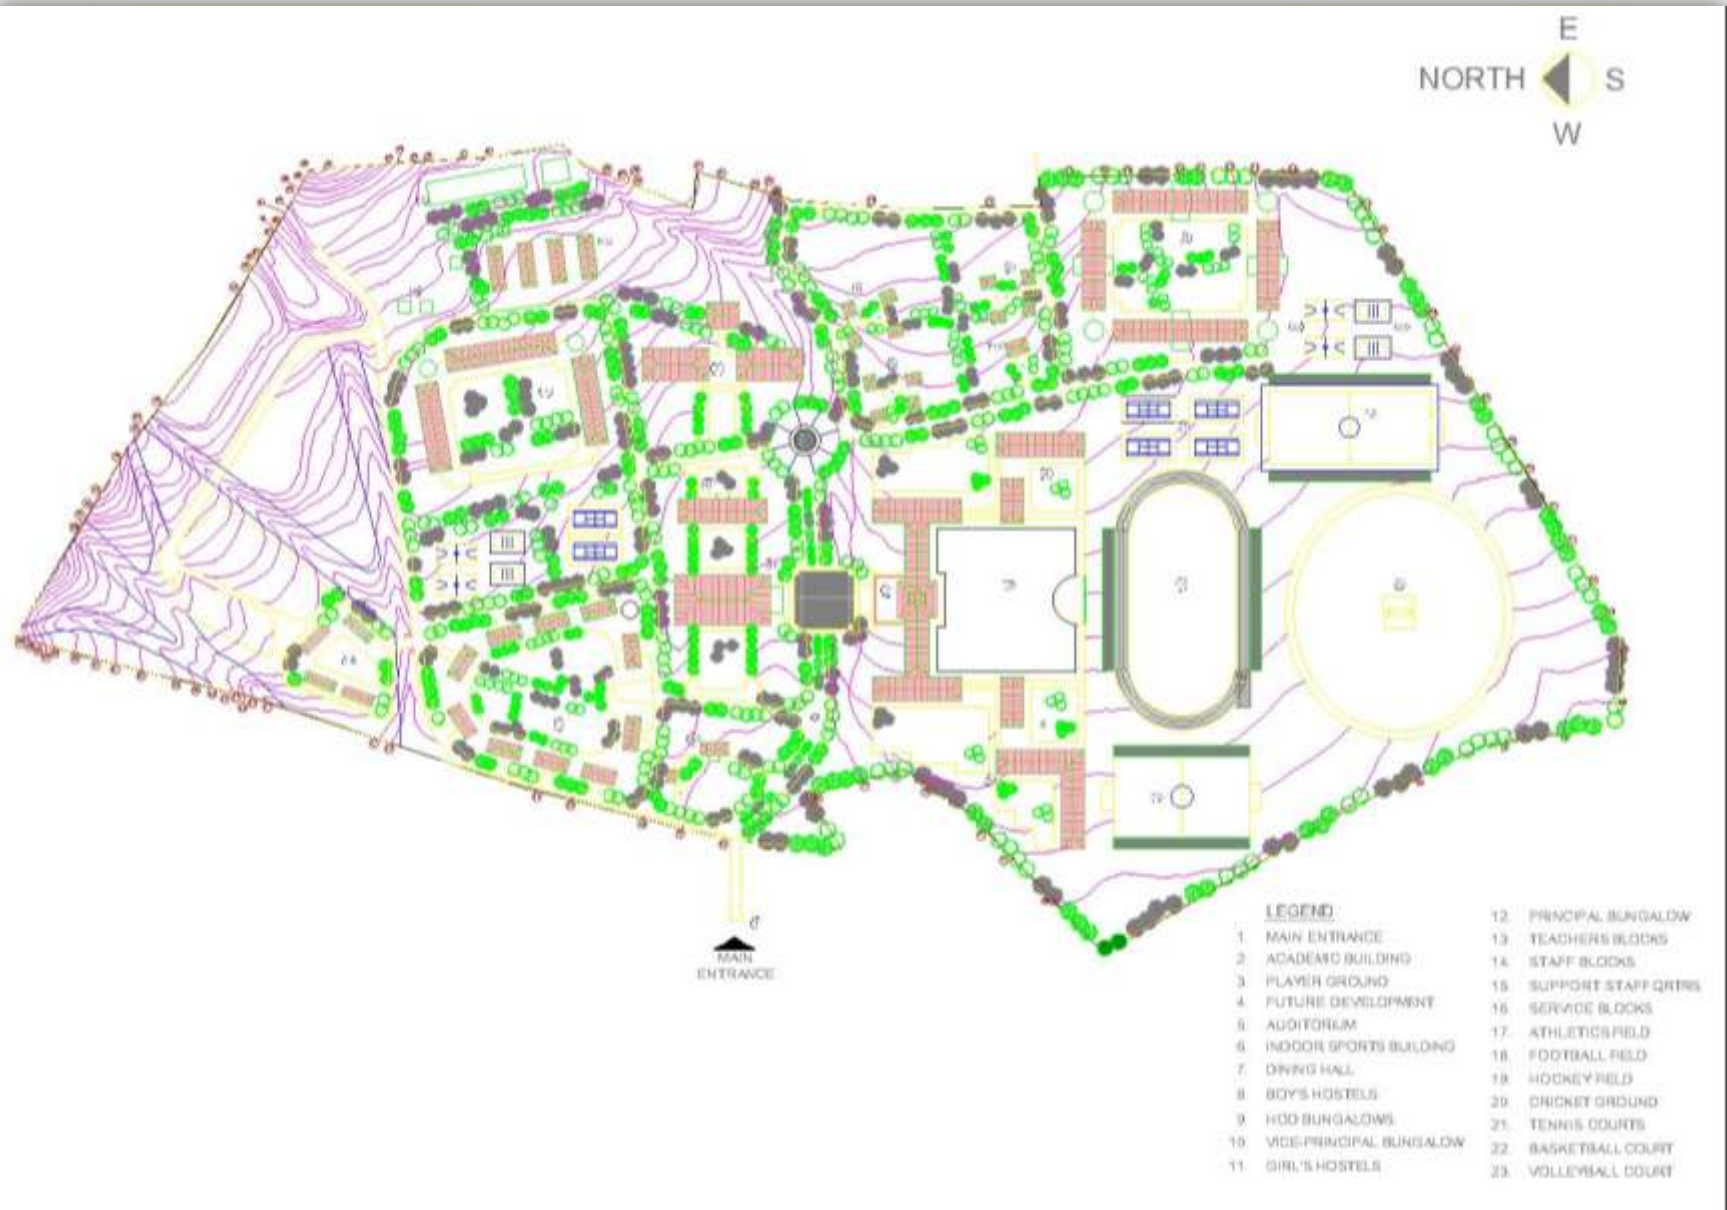 E
NORTH
S
W
MAIN
ENTRANCE
LEGEND
1. MAIN ENTRANCE
2. ACADEMIC BUILDING
3. PLAYER GROUND
4. FUTURE DEVELOPMENT
5. AUDITORIUM
6. INDOOR SPORTS BUILDING
7. DINING HALL
8. BOY'S HOSTELS
9. HOD BUNGALOWS
10. VICE-PRINCIPAL BUNGALOW
11. GIRL'S HOSTELS
12. PRINCIPAL BUNGALOW
13. TEACHERS BLOCKS
14. STAFF BLOCKS
15. SUPPORT STAFF QRTRS
16. SERVICE BLOCKS
17. ATHLETICS FIELD
18. FOOTBALL FIELD
19. HOCKEY FIELD
20. CRICKET GROUND
21. TENNIS COURTS
22. BASKETBALL COURT
23. VOLLEYBALL COURT